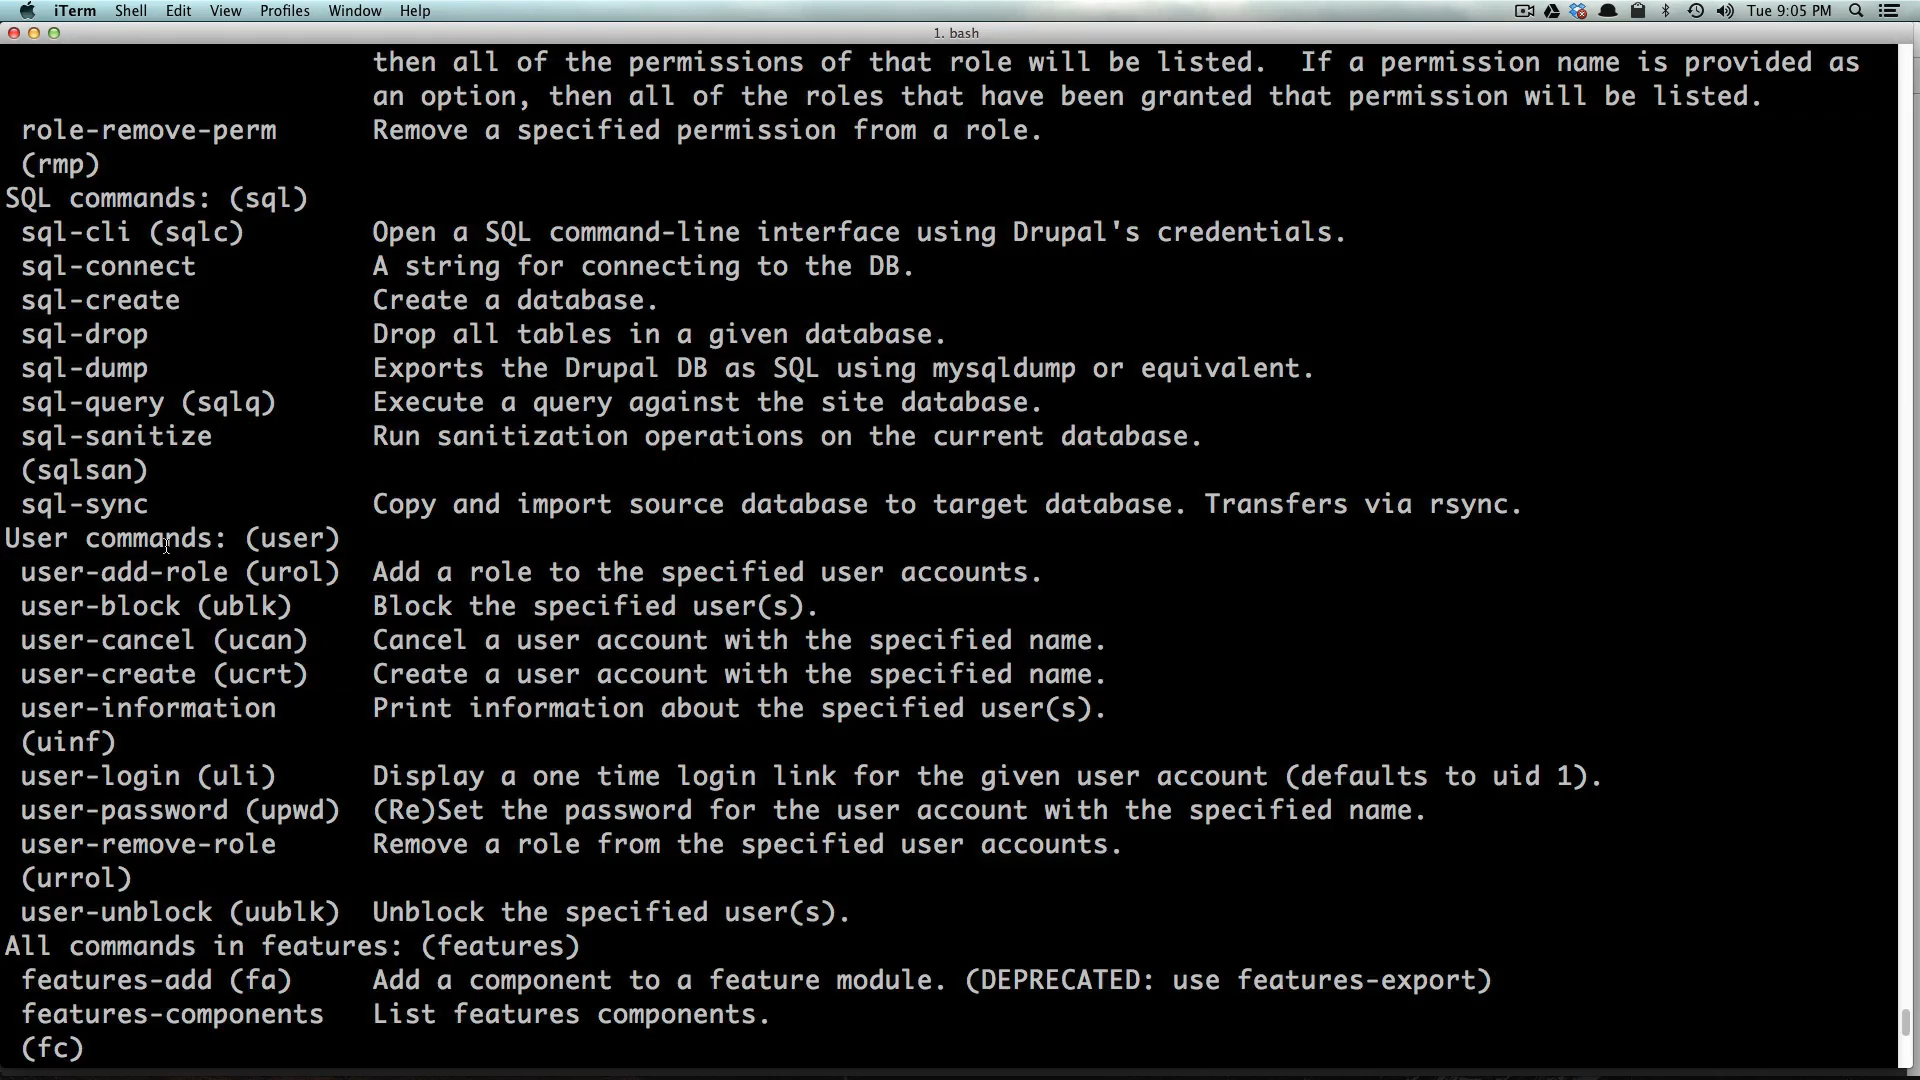 iTerm Shell Edit View Profiles Window Help Tue 9:05 PM
1. bash
then all of the permissions of that role will be listed.  If a permission name is provided as
an option, then all of the roles that have been granted that permission will be listed.
role-remove-perm Remove a specified permission from a role.
(rmp)
SQL commands: (sql)
sql-cli (sqlc) Open a SQL command-line interface using Drupal's credentials.
sql-connect A string for connecting to the DB.
sql-create Create a database.
sql-drop Drop all tables in a given database.
sql-dump Exports the Drupal DB as SQL using mysqldump or equivalent.
sql-query (sqlq) Execute a query against the site database.
sql-sanitize Run sanitization operations on the current database.
(sqlsan)
sql-sync Copy and import source database to target database. Transfers via rsync.
User commands: (user)
user-add-role (urol) Add a role to the specified user accounts.
user-block (ublk) Block the specified user(s).
user-cancel (ucan) Cancel a user account with the specified name.
user-create (ucrt) Create a user account with the specified name.
user-information Print information about the specified user(s).
(uinf)
user-login (uli) Display a one time login link for the given user account (defaults to uid 1).
user-password (upwd) (Re)Set the password for the user account with the specified name.
user-remove-role Remove a role from the specified user accounts.
(urrol)
user-unblock (uublk) Unblock the specified user(s).
All commands in features: (features)
features-add (fa) Add a component to a feature module. (DEPRECATED: use features-export)
features-components List features components.
(fc)